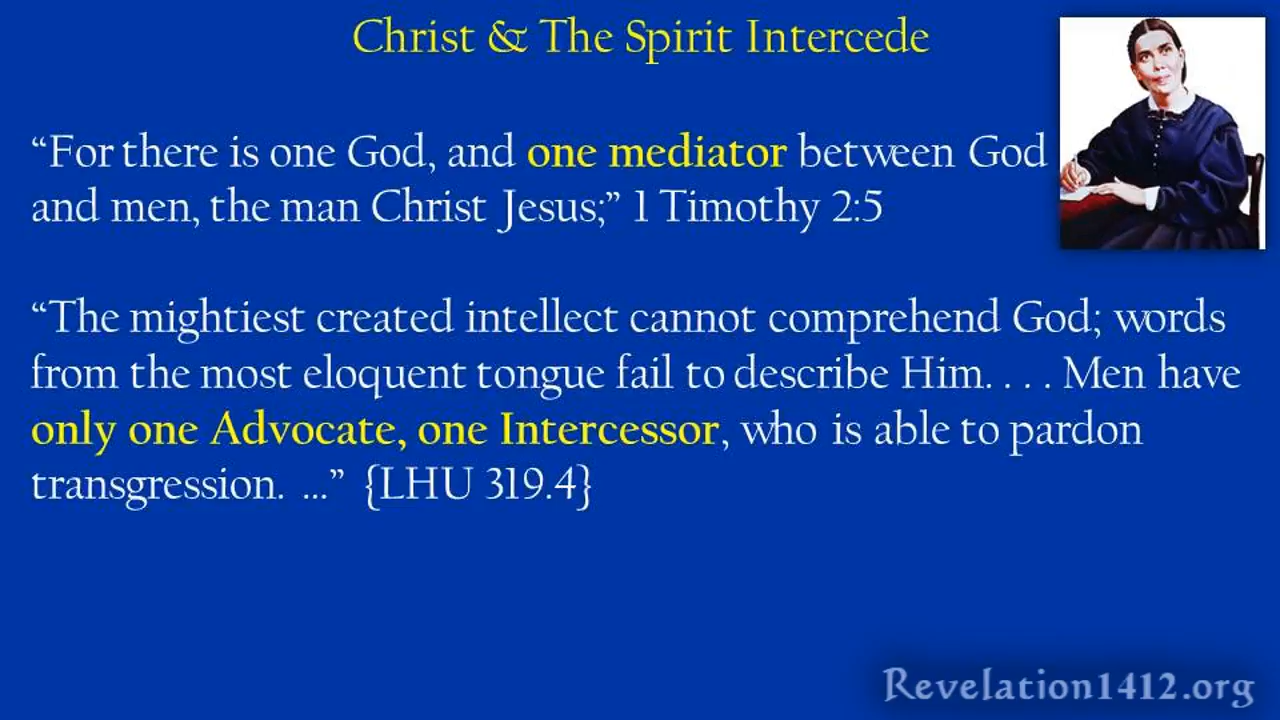 Christ & The Spirit Intercede
“For there is one God, and one mediator between God
and men, the man Christ Jesus;” 1 Timothy 2:5
“The mightiest created intellect cannot comprehend God; words
from the most eloquent tongue fail to describe Him. . . . Men have
only one Advocate, one Intercessor, who is able to pardon
transgression. ...” {LHU 319.4}
Revelation1412.org